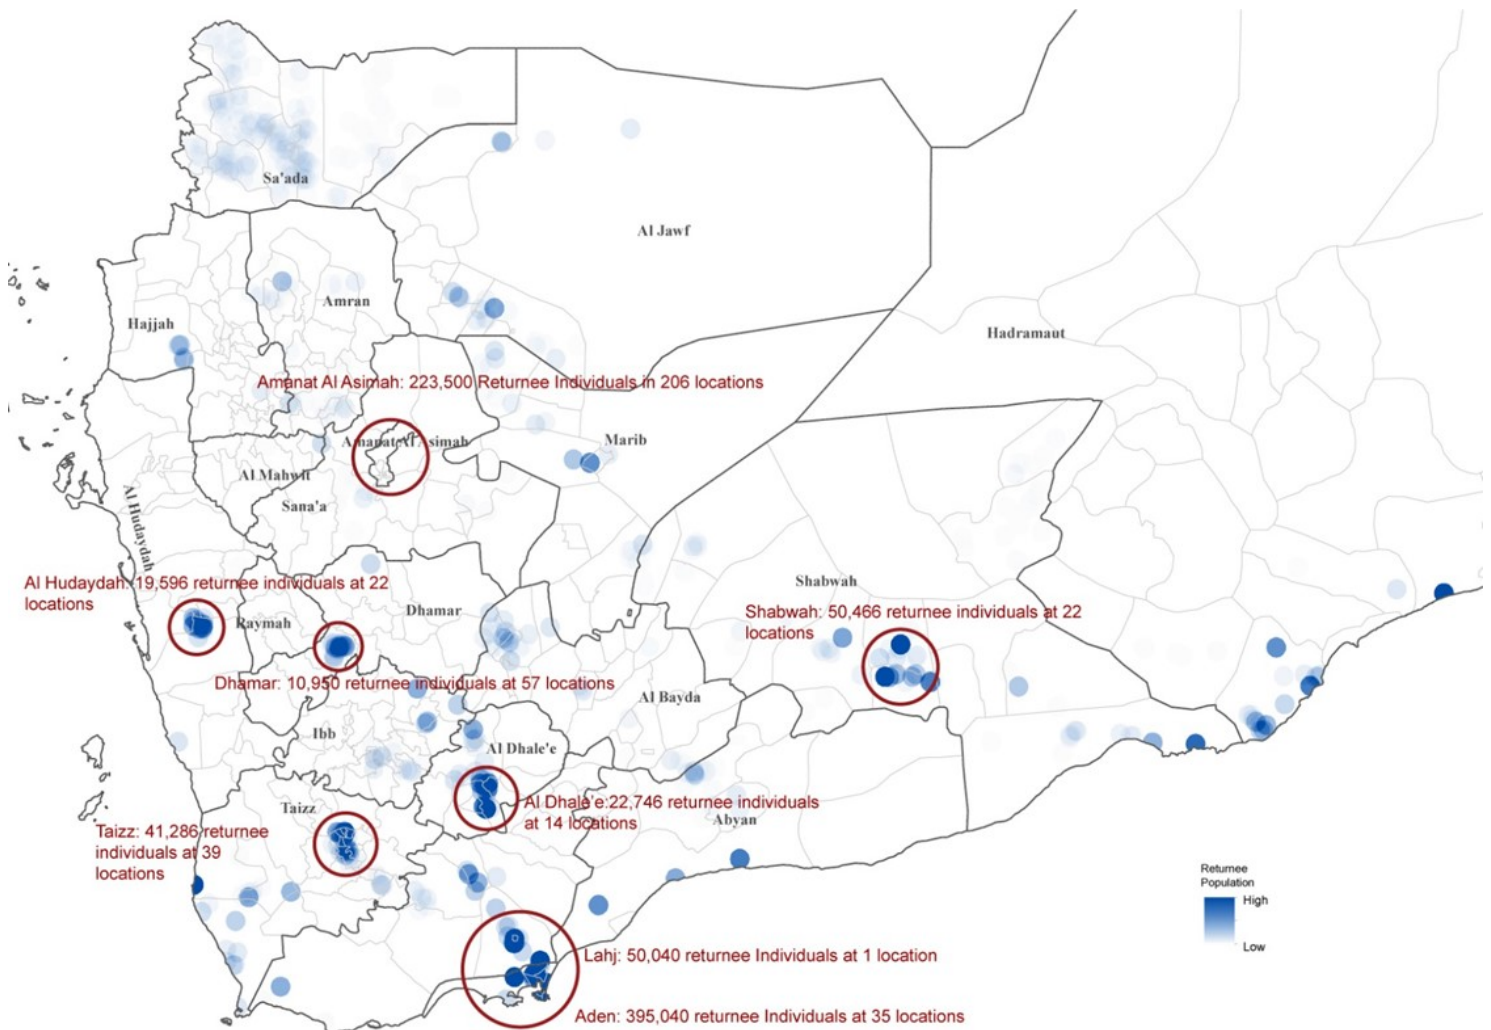 Sa'ada
Al Jawf
Amran
Hajjah
Hadramaut
Amanat Al Asimah: 223,500 Returnee Individuals in 206 locations
Amanat Al Asimah
Marib
Al Mahwit
Sana'a
Al Hudaydah
Al Hudaydah: 19,596 returnee individuals at 22
locations
Shabwah
Dhamar
Raymah
Shabwah: 50,466 returnee individuals at 22
locations
Dhamar: 10,950 returnee individuals at 57 locations
Al Bayda
Ibb
Al Dhale'e
Al Dhale'e:22,746 returnee individuals
at 14 locations
Taizz
Abyan
Taizz: 41,286 returnee
individuals at 39
locations
Returnee
Population
High
Low
Lahj: 50,040 returnee Individuals at 1 location
Aden: 395,040 returnee Individuals at 35 locations